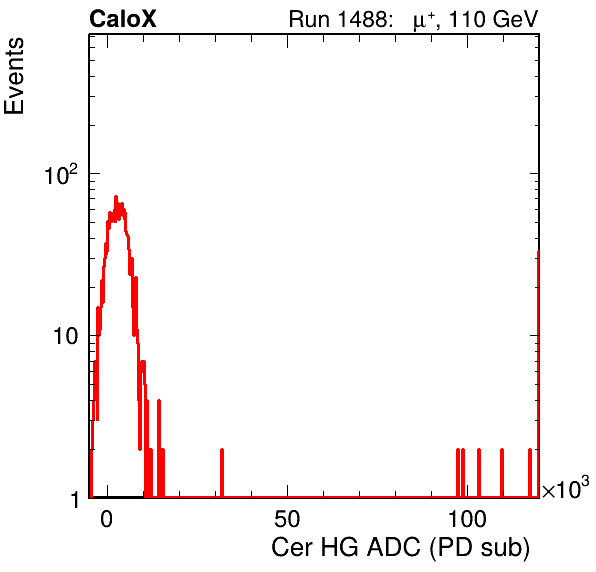 CaloX Run 1488: μ⁺, 110 GeV
Events
10²
10
1
0 50 100
×10³
Cer HG ADC (PD sub)